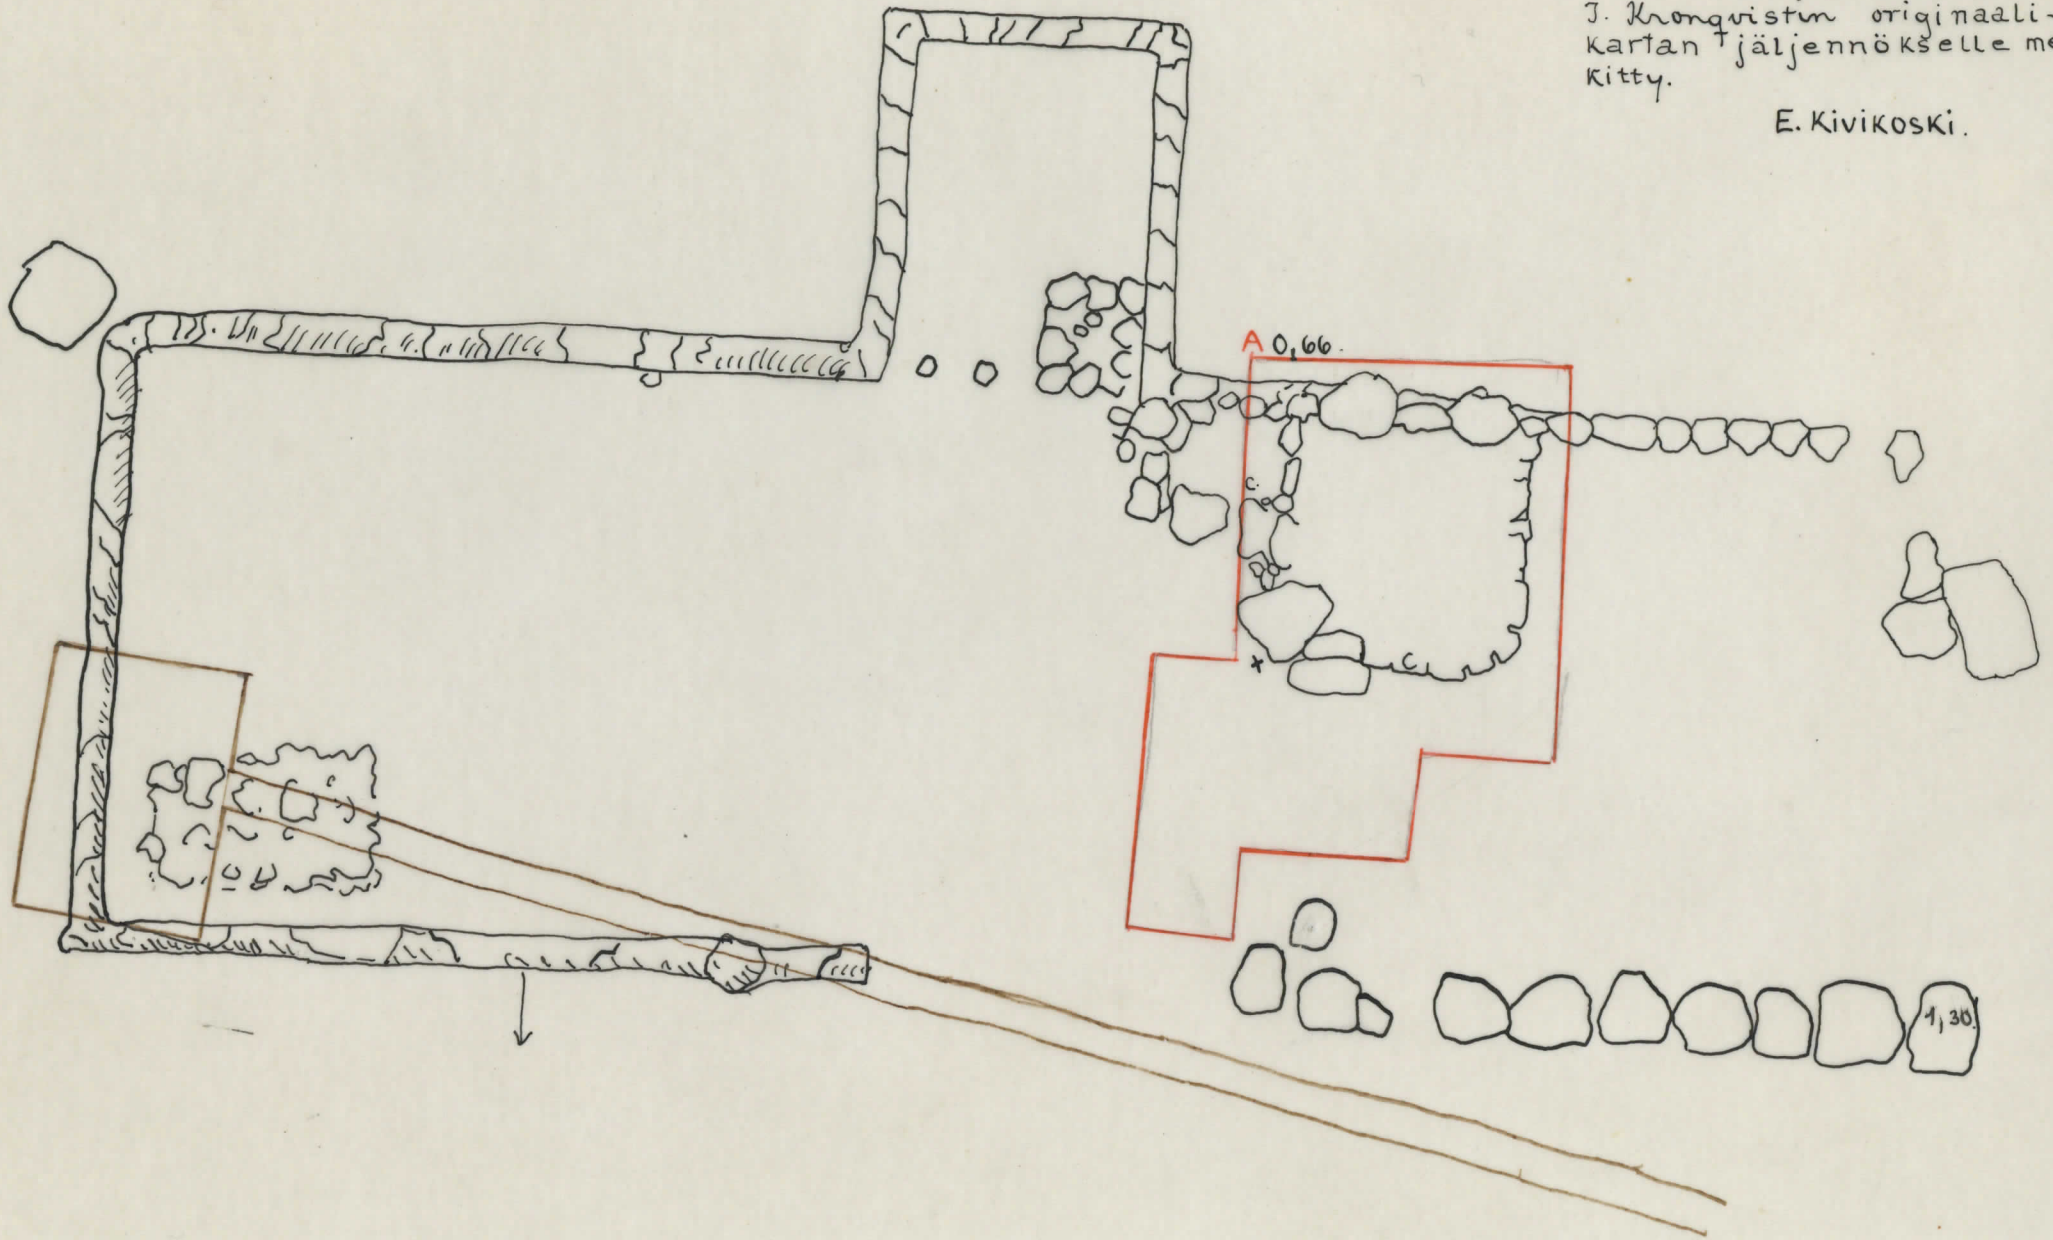 I. Kronqvistin originaali-
kartan jäljennökselle me
kitty.
E. Kivikoski.
A 0,66.
c.
x
1,30.